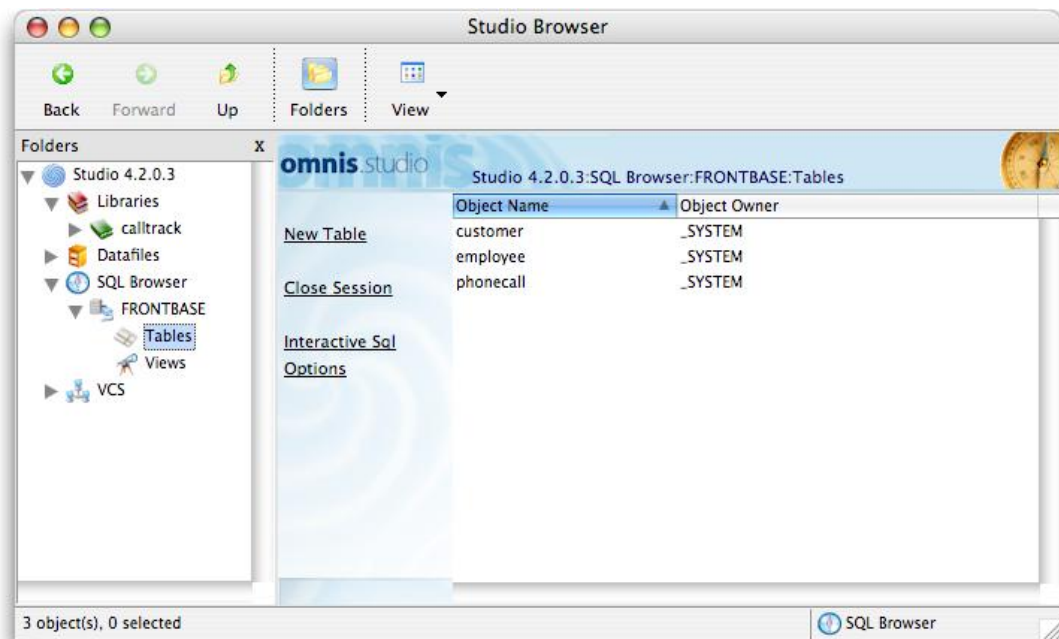 Studio Browser
Back
Forward
Up
Folders
View
Folders
X
Studio 4.2.0.3
Libraries
calltrack
Datafiles
SQL Browser
FRONTBASE
Tables
Views
VCS
omnis
omnis.studio
Studio 4.2.0.3:SQL Browser:FRONTBASE:Tables
New Table
Close Session
Interactive Sql
Options
Object Name
Object Owner
customer _SYSTEM
employee _SYSTEM
phonecall _SYSTEM
3 object(s), 0 selected
SQL Browser